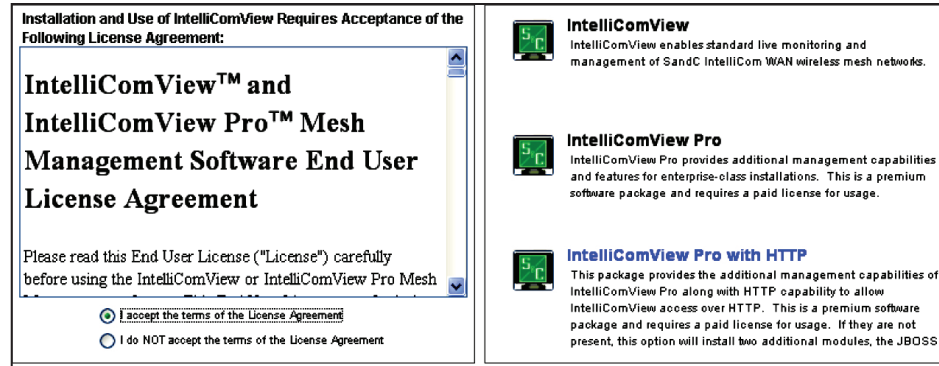 Installation and Use of IntelliComView Requires Acceptance of the
Following License Agreement:
IntelliComView™ and
IntelliComView Pro™ Mesh
Management Software End User
License Agreement
Please read this End User License ("License") carefully
before using the IntelliComView or IntelliComView Pro Mesh
I accept the terms of the License Agreement
I do NOT accept the terms of the License Agreement
S&C
IntelliComView
IntelliComView enables standard live monitoring and
management of SandC IntelliCom WAN wireless mesh networks.
S&C
IntelliComView Pro
IntelliComView Pro provides additional management capabilities
and features for enterprise-class installations. This is a premium
software package and requires a paid license for usage.
S&C
IntelliComView Pro with HTTP
This package provides the additional management capabilities of
IntelliComView Pro along with HTTP capability to allow
IntelliComView access over HTTP. This is a premium software
package and requires a paid license for usage. If they are not
present, this option will install two additional modules, the JBOSS